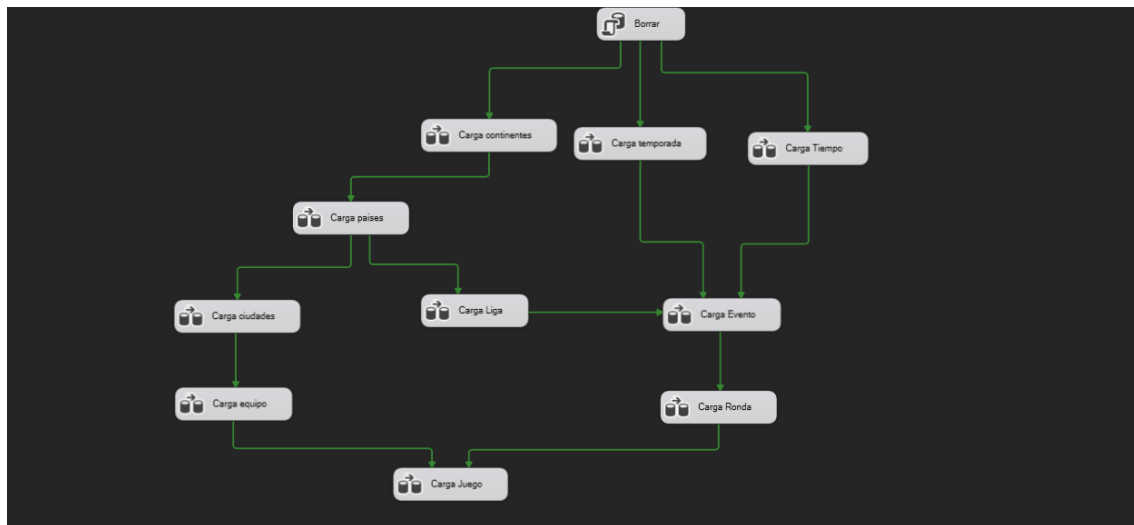 Borrar
Carga continentes
Carga temporada
Carga Tiempo
Carga paises
Carga ciudades
Carga Liga
Carga Evento
Carga equipo
Carga Ronda
Carga Juego